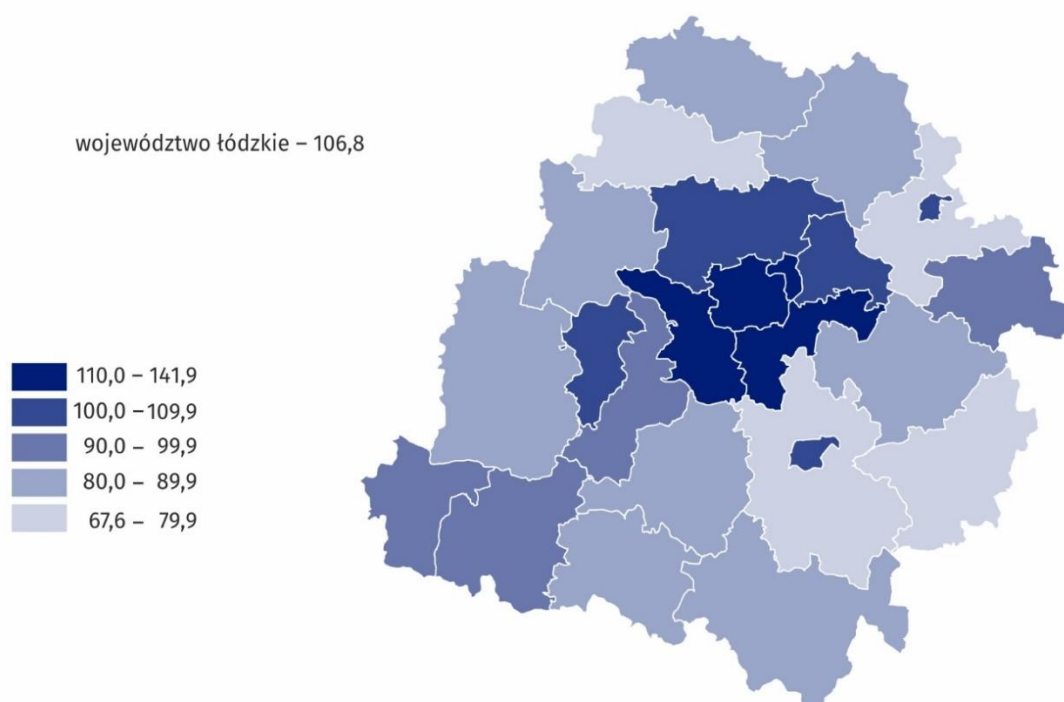 województwo łódzkie – 106,8
110,0 – 141,9
100,0 –109,9
90,0 – 99,9
80,0 – 89,9
67,6 – 79,9